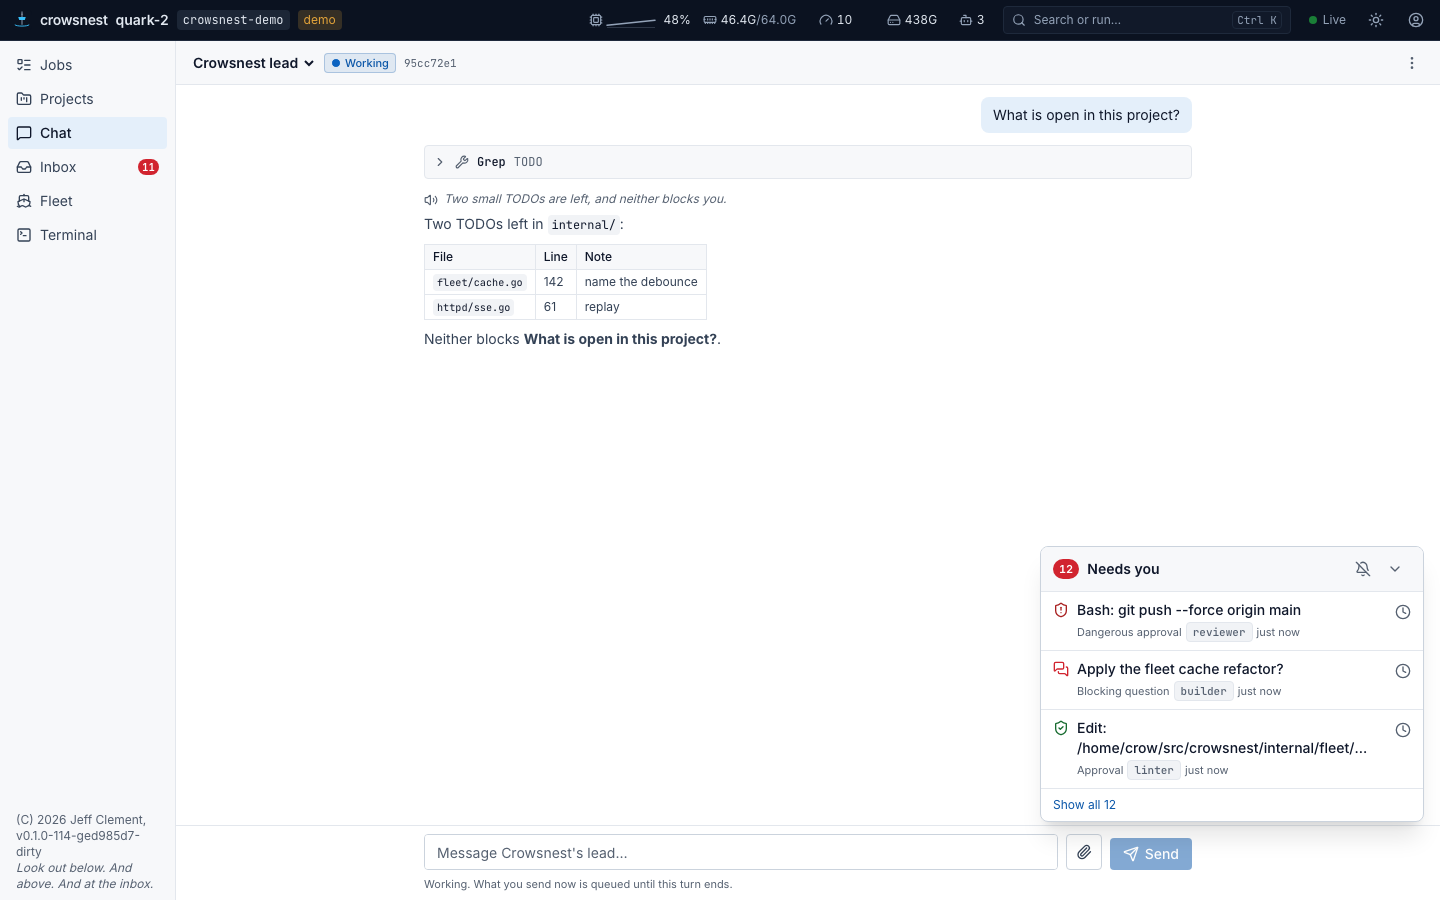 crowsnest quark-2 crowsnest-demo demo 48% 46.4G/64.0G 10 438G 3 Search or run... Ctrl K Live
Jobs
Projects
Chat
Inbox 11
Fleet
Terminal
(C) 2026 Jeff Clement,
v0.1.0-114-ged985d7-
dirty
Look out below. And
above. And at the inbox.
Crowsnest lead Working 95cc72e1
What is open in this project?
Grep TODO
Two small TODOs are left, and neither blocks you.
Two TODOs left in internal/:
File Line Note
fleet/cache.go 142 name the debounce
httpd/sse.go 61 replay
Neither blocks What is open in this project?.
12 Needs you
Bash: git push --force origin main
Dangerous approval reviewer just now
Apply the fleet cache refactor?
Blocking question builder just now
Edit:
/home/crow/src/crowsnest/internal/fleet/...
Approval linter just now
Show all 12
Message Crowsnest's lead... Send
Working. What you send now is queued until this turn ends.